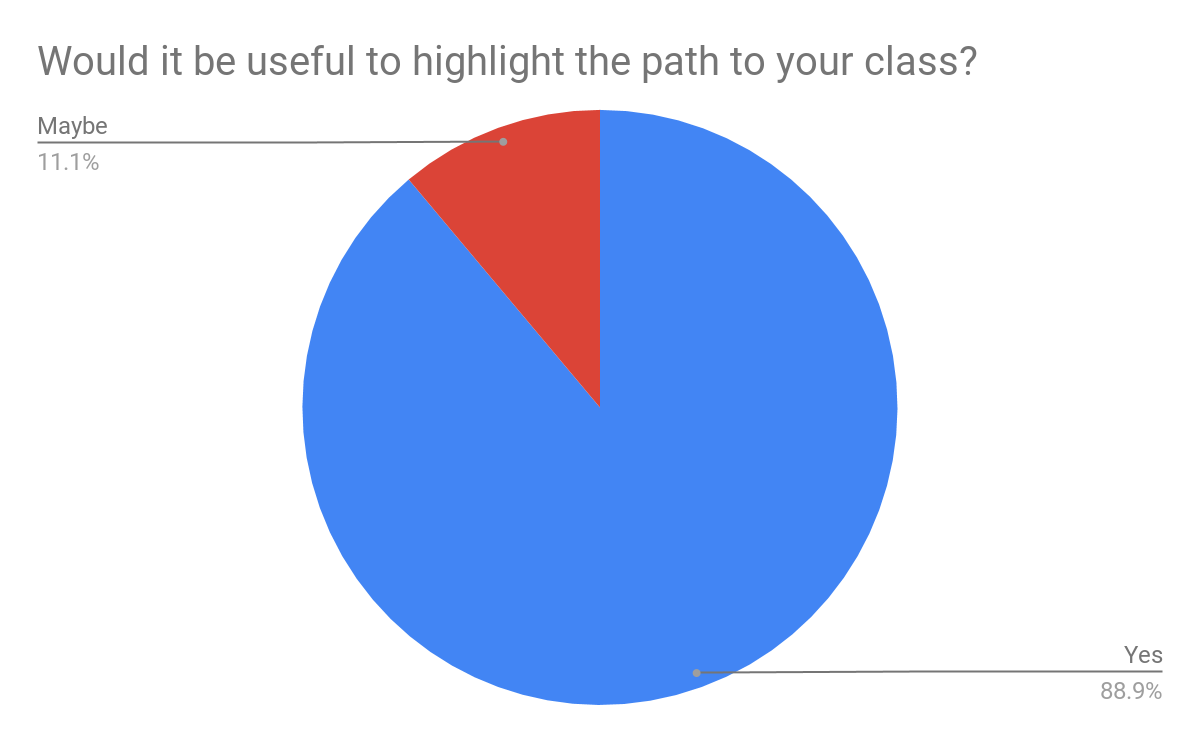 Would it be useful to highlight the path to your class?
Maybe
11.1%
Yes
88.9%